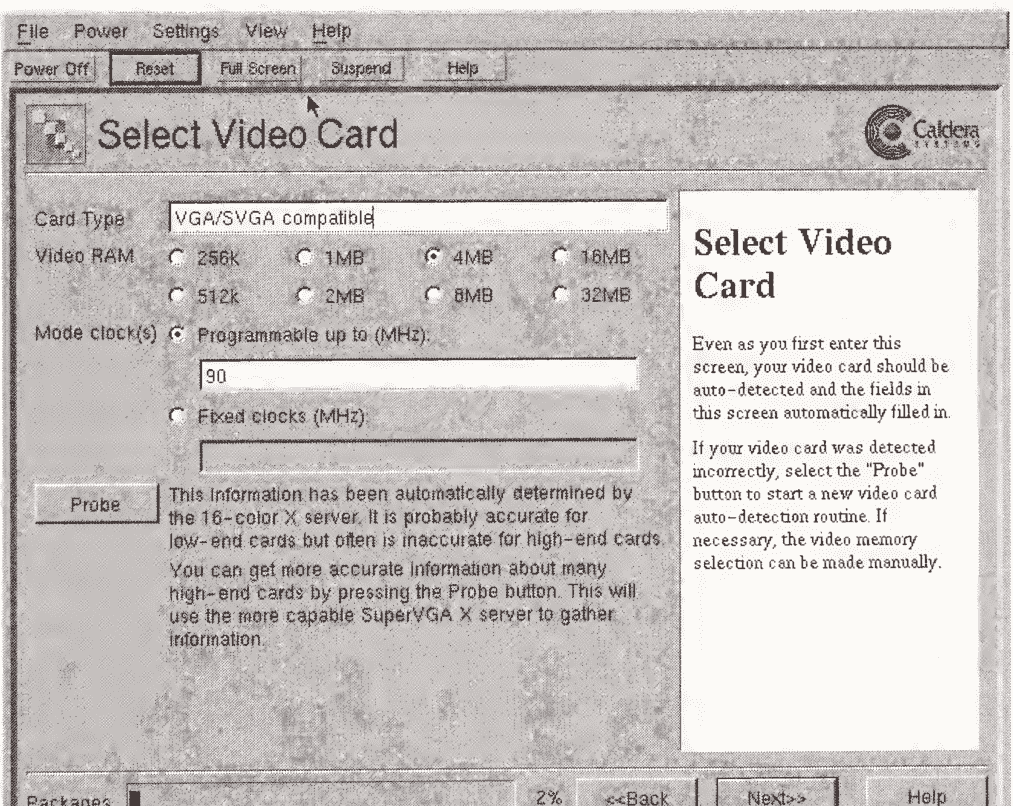 File Power Settings View Help
Power Off Reset Full Screen Suspend Help
Select Video Card
Caldera
SYSTEMS
Card Type VGA/SVGA compatible
Video RAM 256k 1MB 4MB 16MB
512k 2MB 8MB 32MB
Mode clock(s) Programmable up to (MHz):
90
Fixed clocks (MHz):
Probe
This information has been automatically determined by
the 16-color X server. It is probably accurate for
low-end cards but often is inaccurate for high-end cards.
You can get more accurate information about many
high-end cards by pressing the Probe button. This will
use the more capable SuperVGA X server to gather
information.
Select Video
Card
Even as you first enter this
screen, your video card should be
auto-detected and the fields in
this screen automatically filled in.
If your video card was detected
incorrectly, select the "Probe"
button to start a new video card
auto-detection routine. If
necessary, the video memory
selection can be made manually.
Packages 2% <<Back Next>> Help